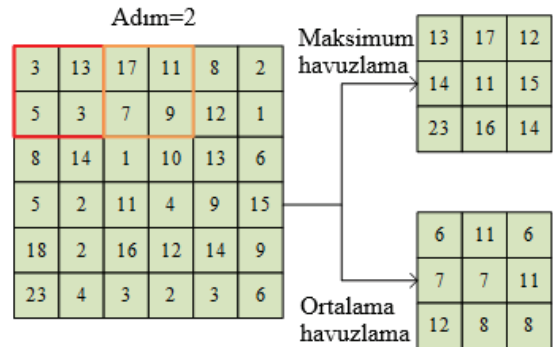 Adım=2
3 13 17 11 8 2
5 3 7 9 12 1
8 14 1 10 13 6
5 2 11 4 9 15
18 2 16 12 14 9
23 4 3 2 3 6
Maksimum
havuzlama
13 17 12
14 11 15
23 16 14
Ortalama
havuzlama
6 11 6
7 7 11
12 8 8